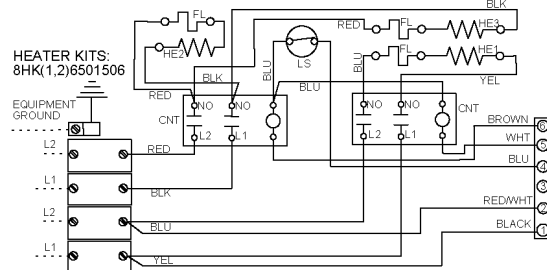 BLK
FL
RED
FL
HE3
HE2
LS
FL
HE1
HEATER KITS:
8HK(1,2)6501506
BLK
BLU
BLU
BLU
YEL
RED
EQUIPMENT
GROUND
NO
NO
CNT
NO
NO
CNT
L2
L1
L2
L1
BROWN
6
WHT
5
L2
RED
BLU
4
L1
BLK
3
L2
BLU
RED/WHT
2
L1
YEL
BLACK
1